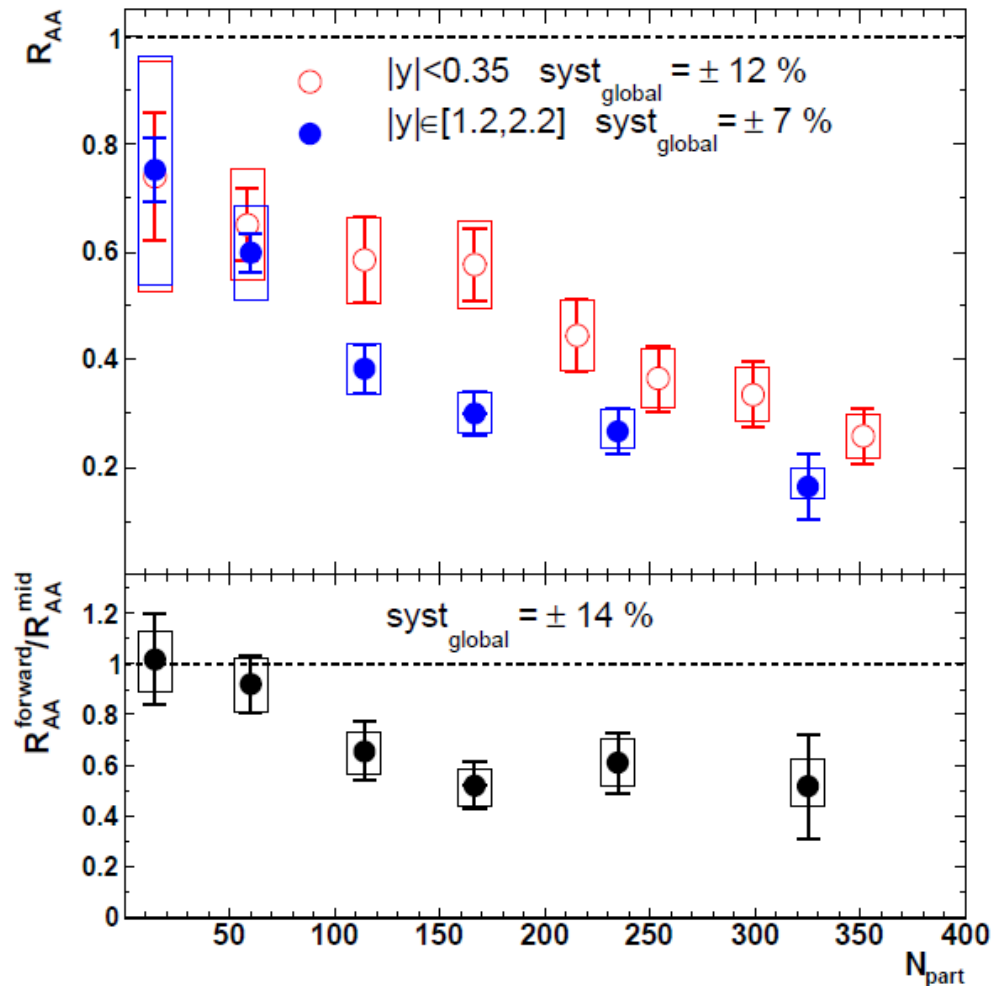 R_AA
1
0.8
0.6
0.4
0.2
|y|<0.35 syst_global = ± 12 %
|y|∈[1.2,2.2] syst_global = ± 7 %
R_AA^forward/R_AA^mid
1.2
1
0.8
0.6
0.4
0.2
0
syst_global = ± 14 %
50 100 150 200 250 300 350 400
N_part